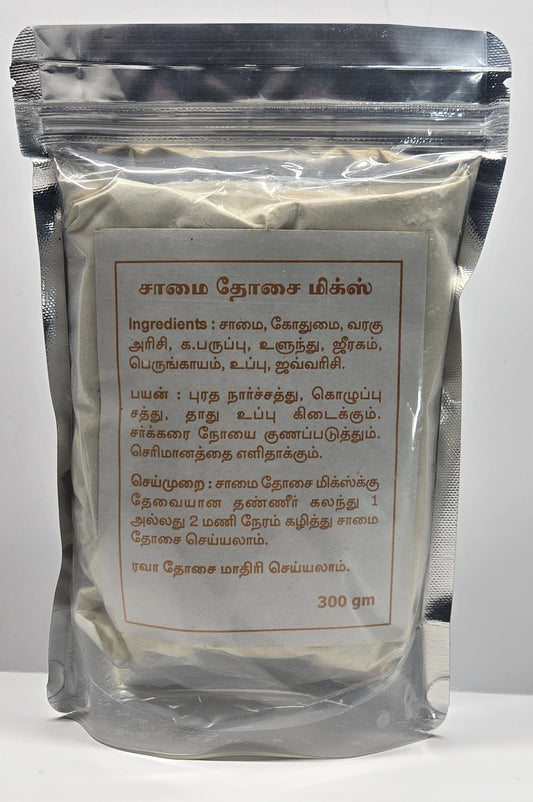 சாமை தோசை மிக்ஸ்
Ingredients : சாமை, கோதுமை, வரகு
அரிசி, க.பருப்பு, உளுந்து, ஜீரகம்,
பெருங்காயம், உப்பு, ஜவ்வரிசி.
பயன் : புரத நார்ச்சத்து, கொழுப்பு
சத்து, தாது உப்பு கிடைக்கும்.
சர்க்கரை நோயை குணப்படுத்தும்.
செரிமானத்தை எளிதாக்கும்.
செய்முறை : சாமை தோசை மிக்ஸ்க்கு
தேவையான தண்ணீர் கலந்து 1
அல்லது 2 மணி நேரம் கழித்து சாமை
தோசை செய்யலாம்.
ரவா தோசை மாதிரி செய்யலாம்.
300 gm